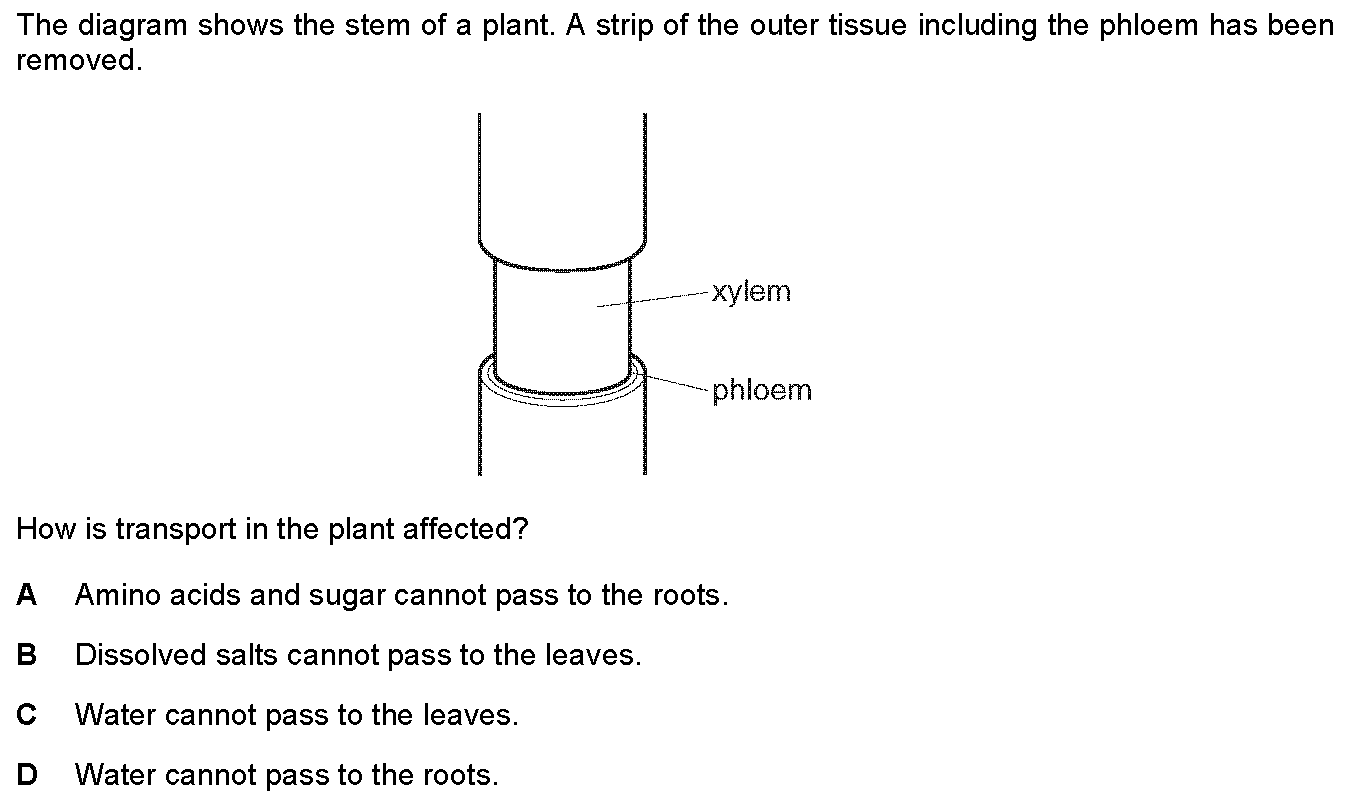 The diagram shows the stem of a plant. A strip of the outer tissue including the phloem has been
removed.
xylem
phloem
How is transport in the plant affected?
A Amino acids and sugar cannot pass to the roots.
B Dissolved salts cannot pass to the leaves.
C Water cannot pass to the leaves.
D Water cannot pass to the roots.